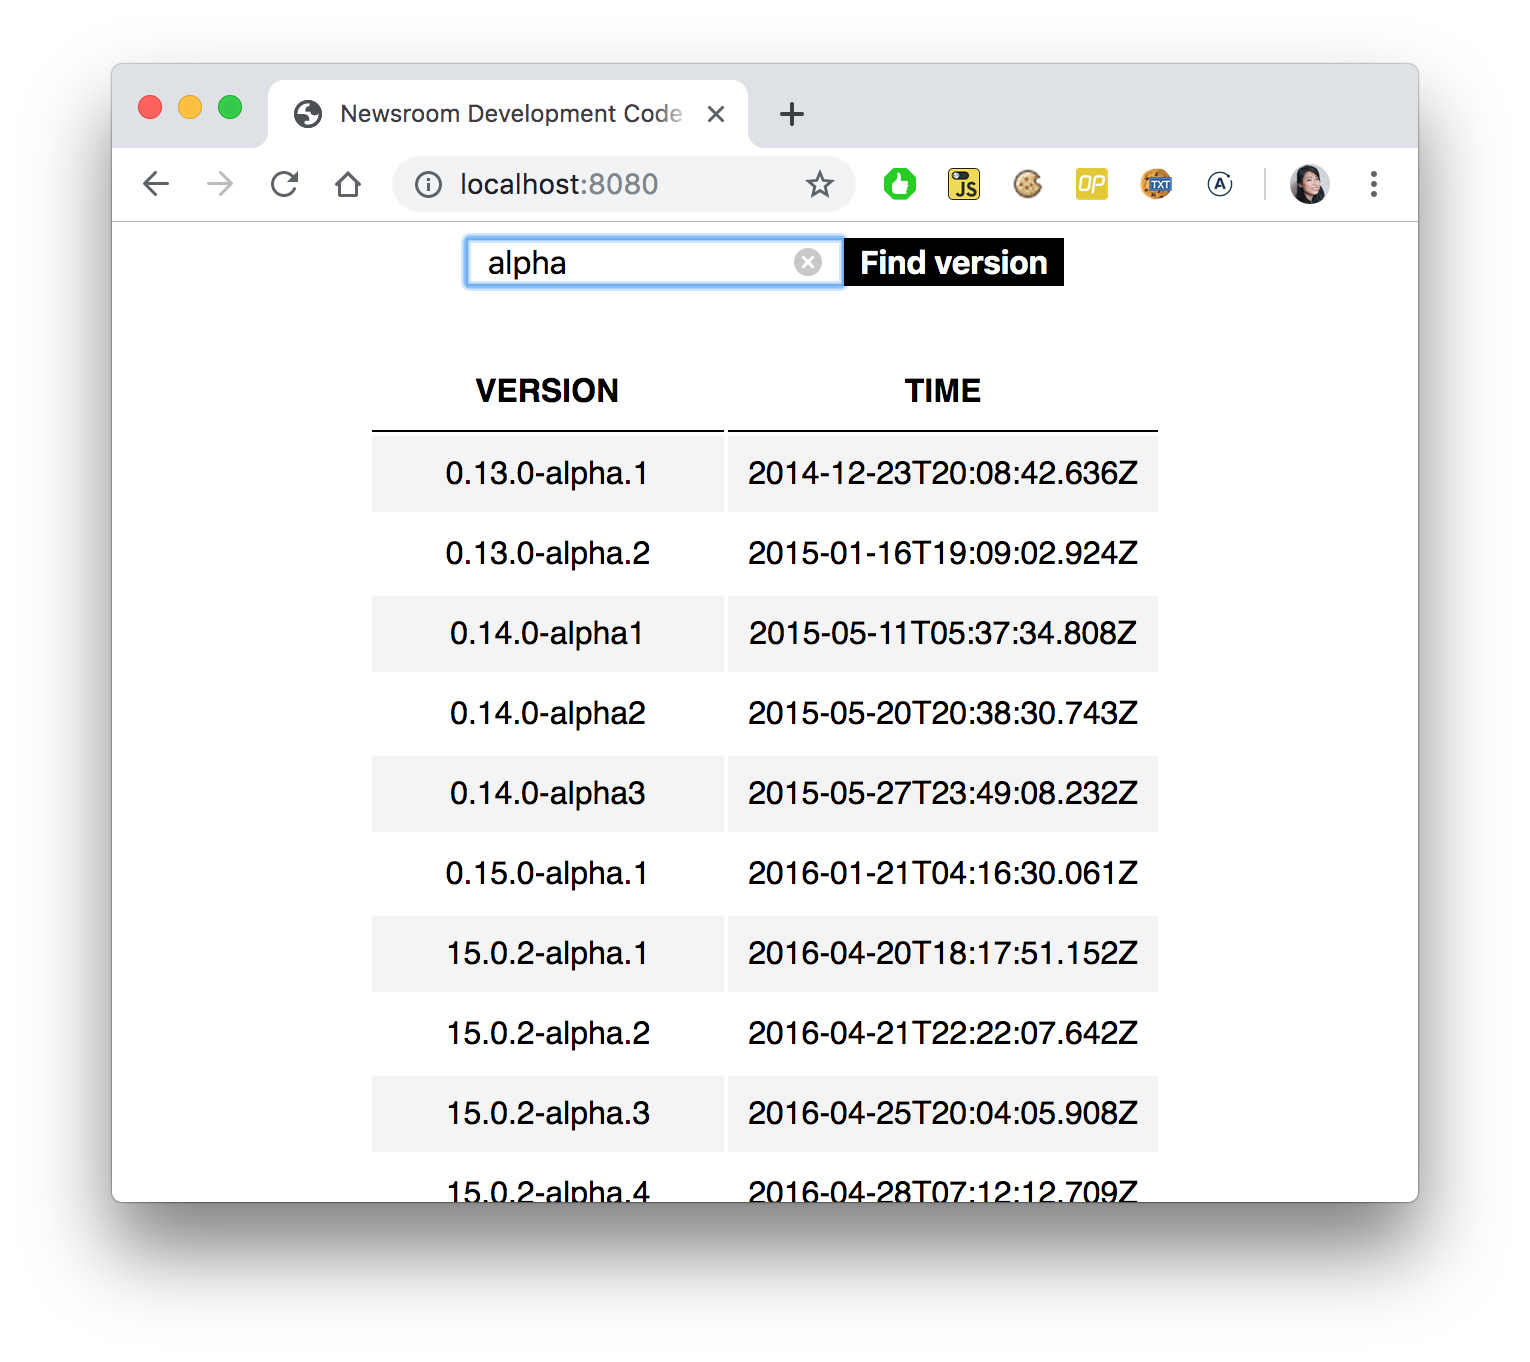 Newsroom Development Code
localhost:8080
JS
OP
TXT
A
alpha
Find version
VERSION TIME
0.13.0-alpha.1 2014-12-23T20:08:42.636Z
0.13.0-alpha.2 2015-01-16T19:09:02.924Z
0.14.0-alpha1 2015-05-11T05:37:34.808Z
0.14.0-alpha2 2015-05-20T20:38:30.743Z
0.14.0-alpha3 2015-05-27T23:49:08.232Z
0.15.0-alpha.1 2016-01-21T04:16:30.061Z
15.0.2-alpha.1 2016-04-20T18:17:51.152Z
15.0.2-alpha.2 2016-04-21T22:22:07.642Z
15.0.2-alpha.3 2016-04-25T20:04:05.908Z
15.0.2-alpha.4 2016-04-28T07:12:12.709Z